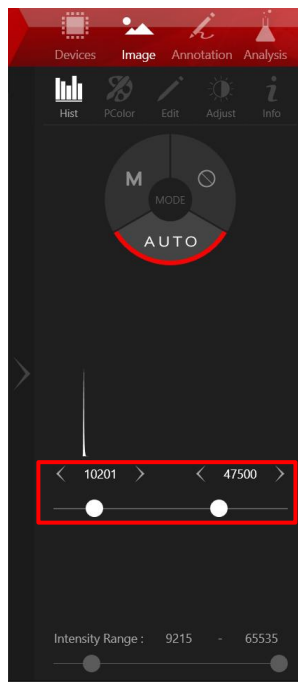 Devices Image Annotation Analysis
Hist PColor Edit Adjust Info
M
MODE
AUTO
10201 47500
Intensity Range : 9215 - 65535